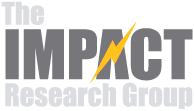 The
IMPACT
Research Group